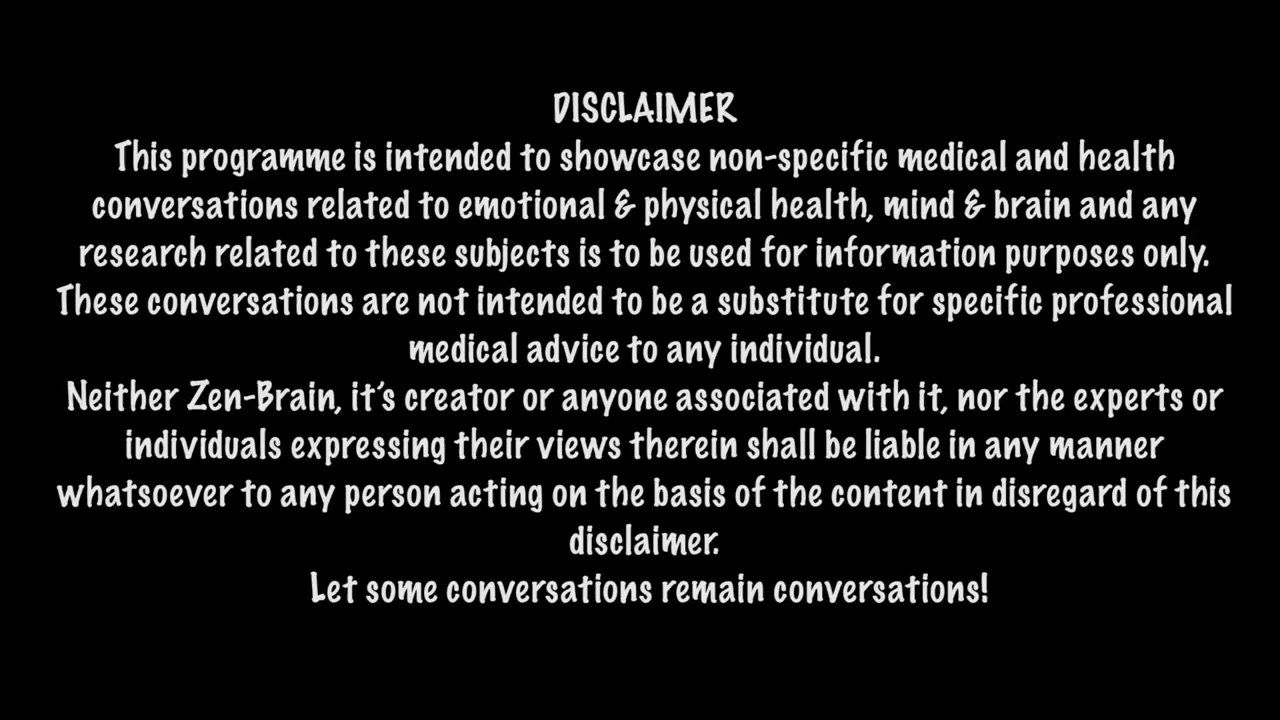 DISCLAIMER
This programme is intended to showcase non-specific medical and health
conversations related to emotional & physical health, mind & brain and any
research related to these subjects is to be used for information purposes only.
These conversations are not intended to be a substitute for specific professional
medical advice to any individual.
Neither Zen-Brain, it's creator or anyone associated with it, nor the experts or
individuals expressing their views therein shall be liable in any manner
whatsoever to any person acting on the basis of the content in disregard of this
disclaimer.
Let some conversations remain conversations!